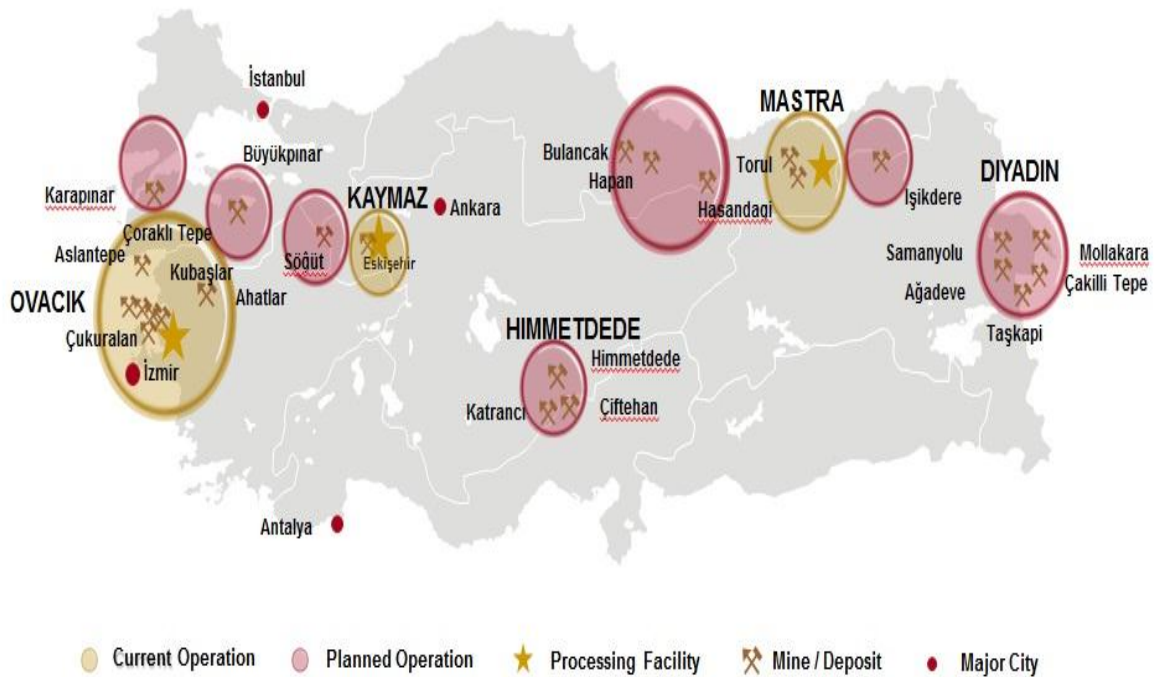 İstanbul
MASTRA
Büyükpınar
Bulancak
Hapan
Torul
DIYADIN
Karapınar
KAYMAZ
Ankara
Hasandagi
Işikdere
Çoraklı Tepe
Aslantepe
Kubaşlar
Söğüt
Eskişehir
Samanyolu
Mollakara
OVACIK
Ahatlar
Ağadeve
Çakilli Tepe
Çukuralan
HIMMETDEDE
Taşkapi
İzmir
Himmetdede
Katrancı
Çiftehan
Antalya
Current Operation
Planned Operation
Processing Facility
Mine / Deposit
Major City